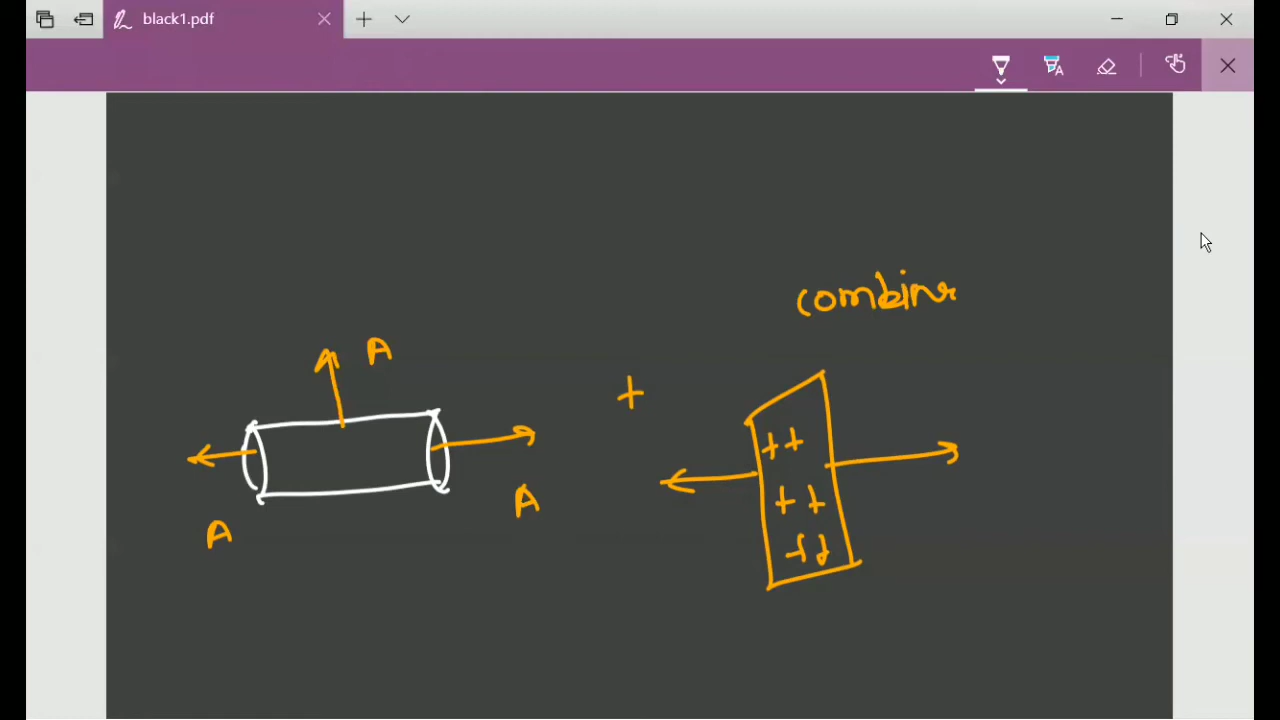 black1.pdf
combine
A
+
+ +
A
+ +
A
+ +